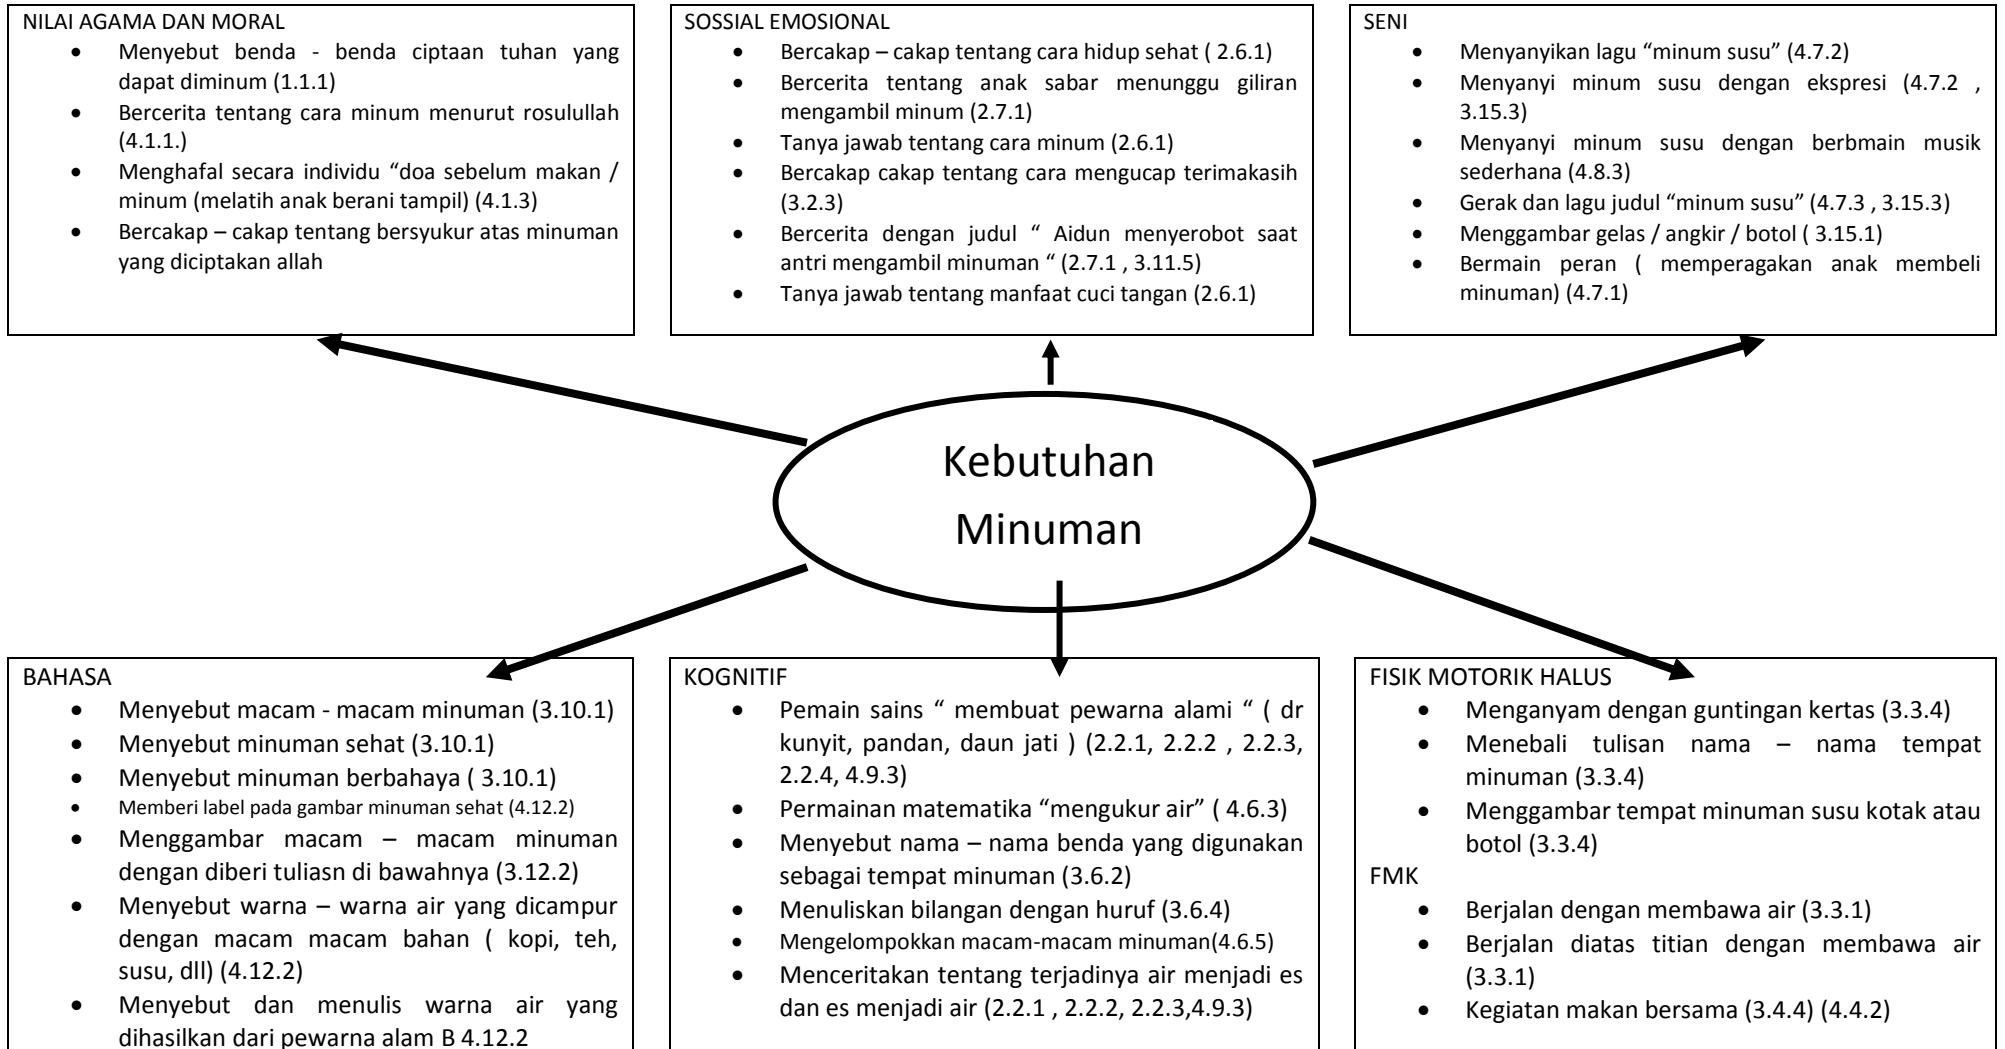 NILAI AGAMA DAN MORAL
• Menyebut benda - benda ciptaan tuhan yang
dapat diminum (1.1.1)
• Bercerita tentang cara minum menurut rosulullah
(4.1.1.)
• Menghafal secara individu “doa sebelum makan /
minum (melatih anak berani tampil) (4.1.3)
• Bercakap – cakap tentang bersyukur atas minuman
yang diciptakan allah
SOSSIAL EMOSIONAL
• Bercakap – cakap tentang cara hidup sehat ( 2.6.1)
• Bercerita tentang anak sabar menunggu giliran
mengambil minum (2.7.1)
• Tanya jawab tentang cara minum (2.6.1)
• Bercakap cakap tentang cara mengucap terimakasih
(3.2.3)
• Bercerita dengan judul “ Aidun menyerobot saat
antri mengambil minuman “ (2.7.1 , 3.11.5)
• Tanya jawab tentang manfaat cuci tangan (2.6.1)
SENI
• Menyanyikan lagu “minum susu” (4.7.2)
• Menyanyi minum susu dengan ekspresi (4.7.2 ,
3.15.3)
• Menyanyi minum susu dengan berbmain musik
sederhana (4.8.3)
• Gerak dan lagu judul “minum susu” (4.7.3 , 3.15.3)
• Menggambar gelas / angkir / botol ( 3.15.1)
• Bermain peran ( memperagakan anak membeli
minuman) (4.7.1)
Kebutuhan
Minuman
BAHASA
• Menyebut macam - macam minuman (3.10.1)
• Menyebut minuman sehat (3.10.1)
• Menyebut minuman berbahaya ( 3.10.1)
• Memberi label pada gambar minuman sehat (4.12.2)
• Menggambar macam – macam minuman
dengan diberi tuliasn di bawahnya (3.12.2)
• Menyebut warna – warna air yang dicampur
dengan macam macam bahan ( kopi, teh,
susu, dll) (4.12.2)
• Menyebut dan menulis warna air yang
dihasilkan dari pewarna alam B 4.12.2
KOGNITIF
• Pemain sains “ membuat pewarna alami “ ( dr
kunyit, pandan, daun jati ) (2.2.1, 2.2.2 , 2.2.3,
2.2.4, 4.9.3)
• Permainan matematika “mengukur air” ( 4.6.3)
• Menyebut nama – nama benda yang digunakan
sebagai tempat minuman (3.6.2)
• Menuliskan bilangan dengan huruf (3.6.4)
• Mengelompokkan macam-macam minuman(4.6.5)
• Menceritakan tentang terjadinya air menjadi es
dan es menjadi air (2.2.1 , 2.2.2, 2.2.3,4.9.3)
FISIK MOTORIK HALUS
• Menganyam dengan guntingan kertas (3.3.4)
• Menebali tulisan nama – nama tempat
minuman (3.3.4)
• Menggambar tempat minuman susu kotak atau
botol (3.3.4)
FMK
• Berjalan dengan membawa air (3.3.1)
• Berjalan diatas titian dengan membawa air
(3.3.1)
• Kegiatan makan bersama (3.4.4) (4.4.2)